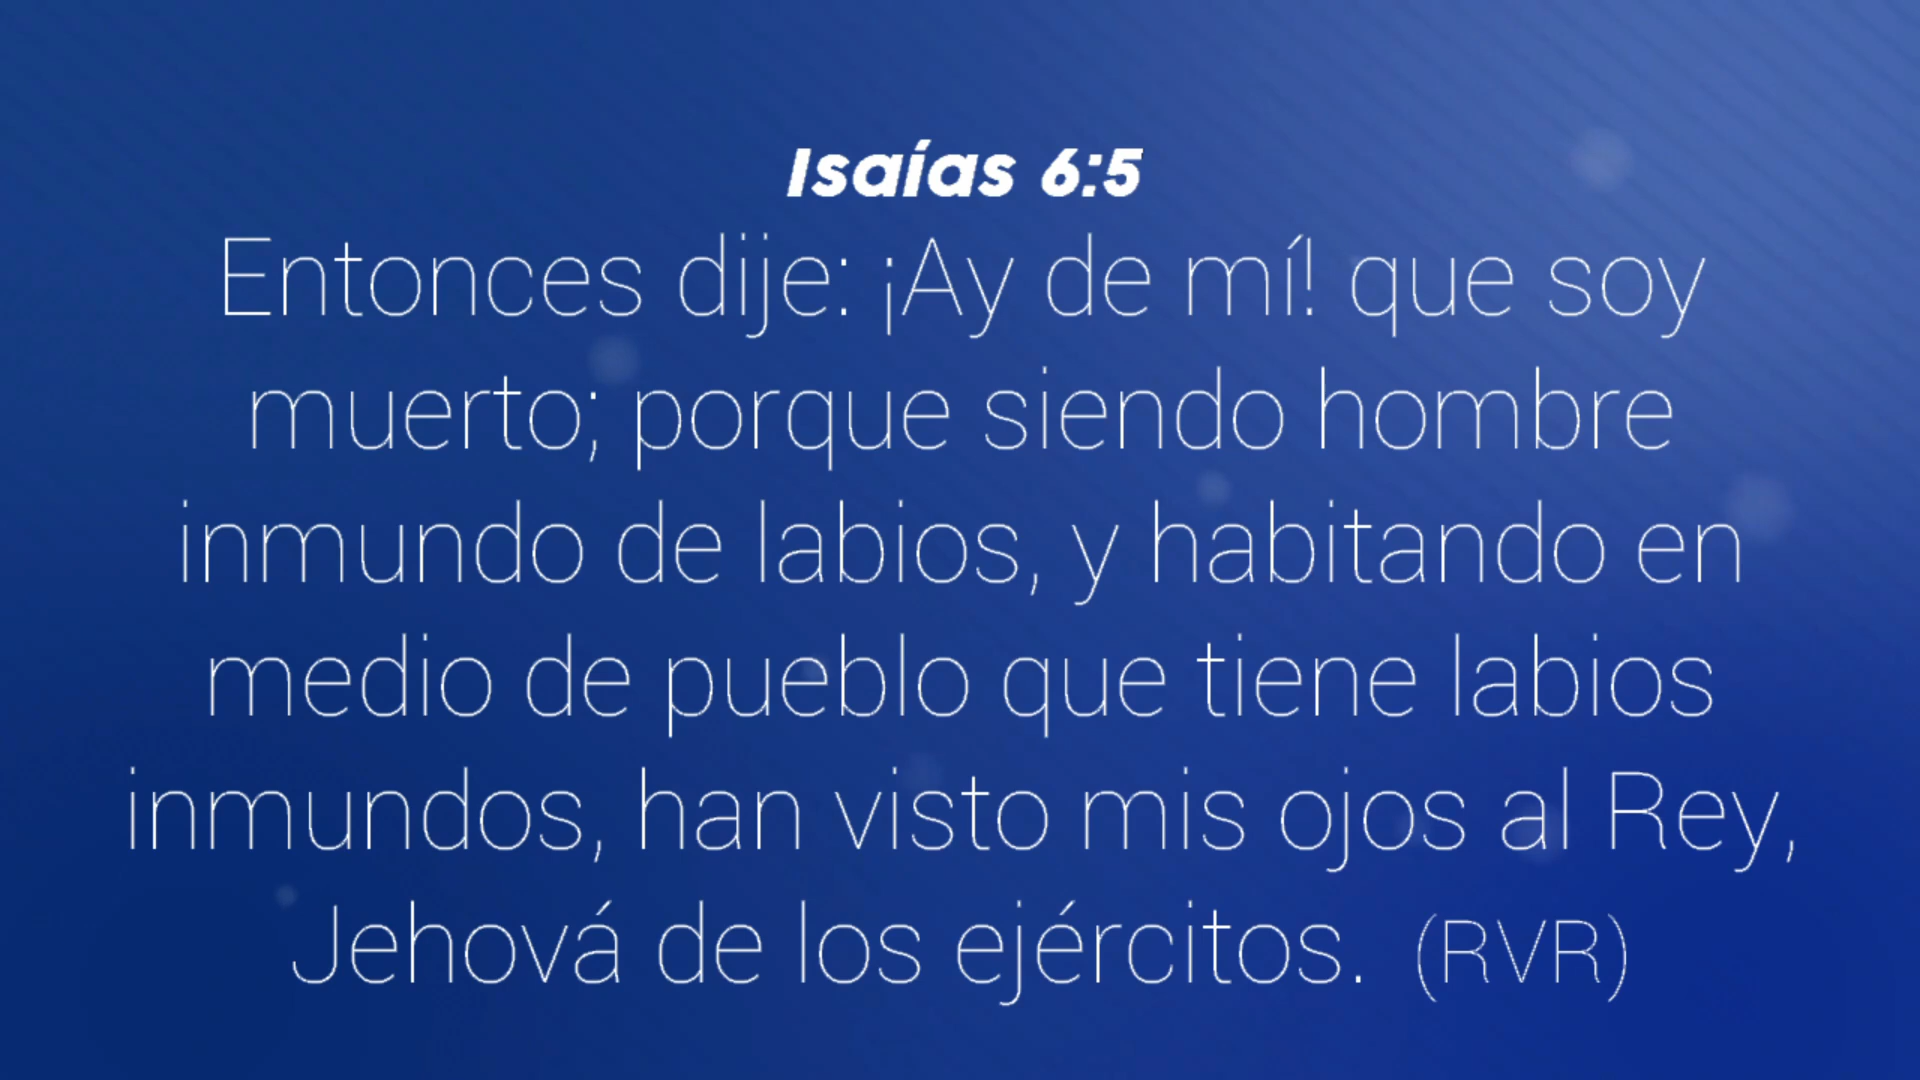 Isaías 6:5
Entonces dije: ¡Ay de mí! que soy
muerto; porque siendo hombre
inmundo de labios, y habitando en
medio de pueblo que tiene labios
inmundos, han visto mis ojos al Rey,
Jehová de los ejércitos. (RVR)